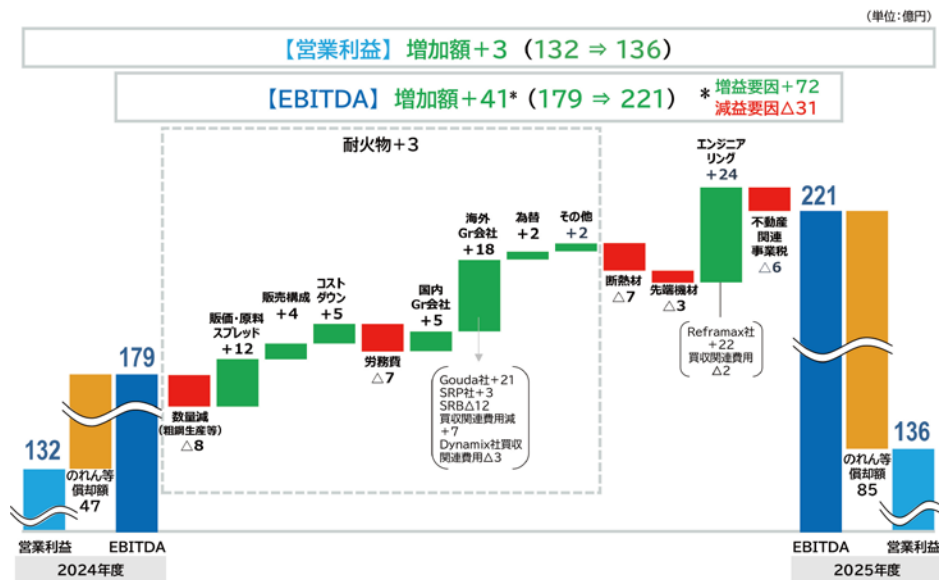 (単位:億円)
【営業利益】増加額+3 (132 ⇒ 136)
【EBITDA】増加額+41* (179 ⇒ 221)
*増益要因+72
減益要因△31
耐火物+3
132
のれん等
償却額
47
179
数量減
(粗鋼生産等)
△8
販価・原料
スプレッド
+12
販売構成
+4
コスト
ダウン
+5
労務費
△7
国内
Gr会社
+5
海外
Gr会社
+18
Gouda社+21
SRP社+3
SRB△12
買収関連費用減
+7
Dynamix社買収
関連費用△3
為替
+2
その他
+2
断熱材
△7
先端機材
△3
エンジニア
リング
+24
Reframax社
+22
買収関連費用
△2
不動産
関連
事業税
△6
221
のれん等
償却額
85
136
営業利益
EBITDA
EBITDA
営業利益
2024年度
2025年度